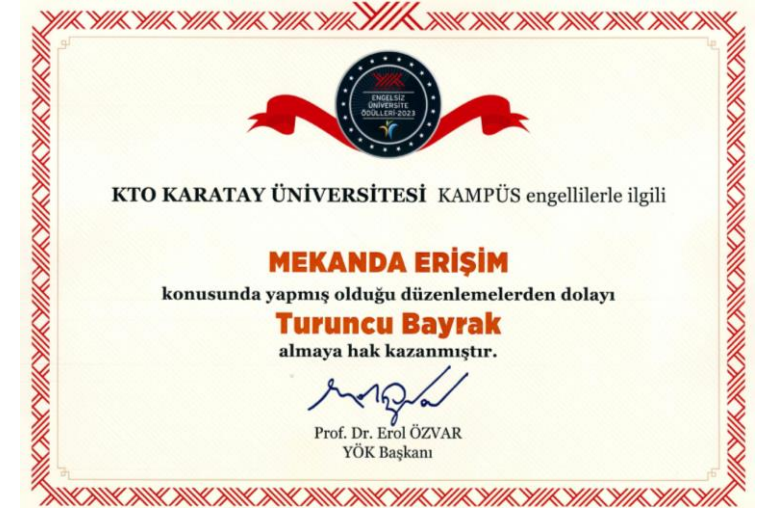 ENGELSİZ
ÜNİVERSİTE
ÖDÜLLERİ-2023
KTO KARATAY ÜNİVERSİTESİ KAMPÜS engellilerle ilgili
MEKANDA ERİŞİM
konusunda yapmış olduğu düzenlemelerden dolayı
Turuncu Bayrak
almaya hak kazanmıştır.
Prof. Dr. Erol ÖZVAR
YÖK Başkanı